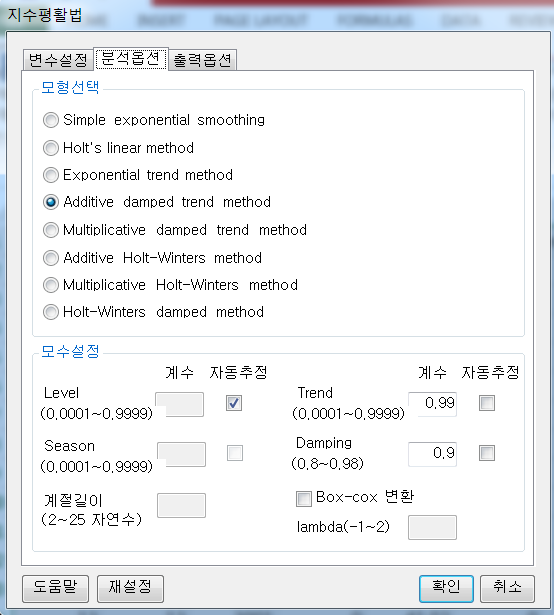 HOME INSERT PAGE LAYOUT FORMULAS DATA
지수평활법
변수설정 분석옵션 출력옵션
모형선택
Simple exponential smoothing
Holt's linear method
Exponential trend method
Additive damped trend method
Multiplicative damped trend method
Additive Holt-Winters method
Multiplicative Holt-Winters method
Holt-Winters damped method
모수설정
계수 자동추정 계수 자동추정
Level Trend
(0,0001~0,9999) (0,0001~0,9999) 0,99
Season Damping
(0,0001~0,9999) (0,8~0,98) 0,9
계절길이 Box-cox 변환
(2~25 자연수) lambda(-1~2)
도움말 재설정 확인 취소